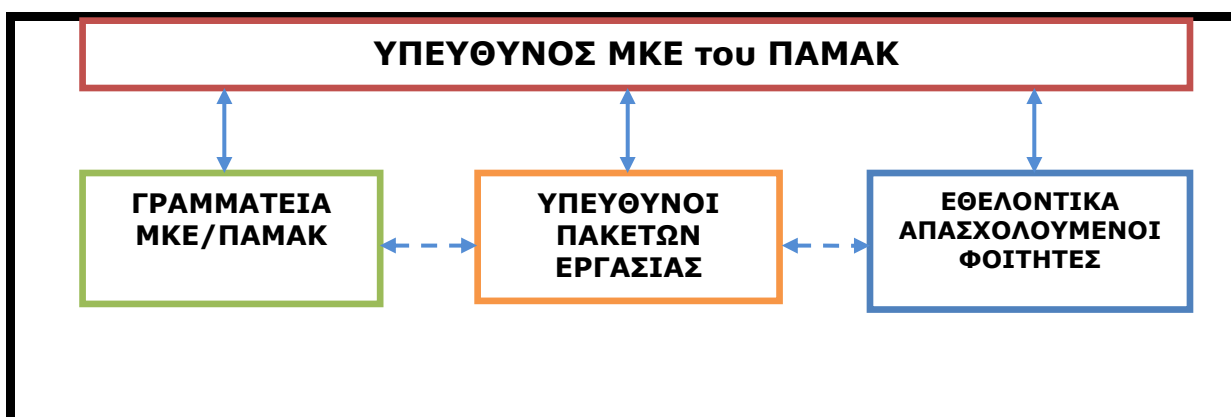 ΥΠΕΥΘΥΝΟΣ ΜΚΕ του ΠΑΜΑΚ
ΓΡΑΜΜΑΤΕΙΑ
ΜΚΕ/ΠΑΜΑΚ
ΥΠΕΥΘΥΝΟΙ
ΠΑΚΕΤΩΝ
ΕΡΓΑΣΙΑΣ
ΕΘΕΛΟΝΤΙΚΑ
ΑΠΑΣΧΟΛΟΥΜΕΝΟΙ
ΦΟΙΤΗΤΕΣ